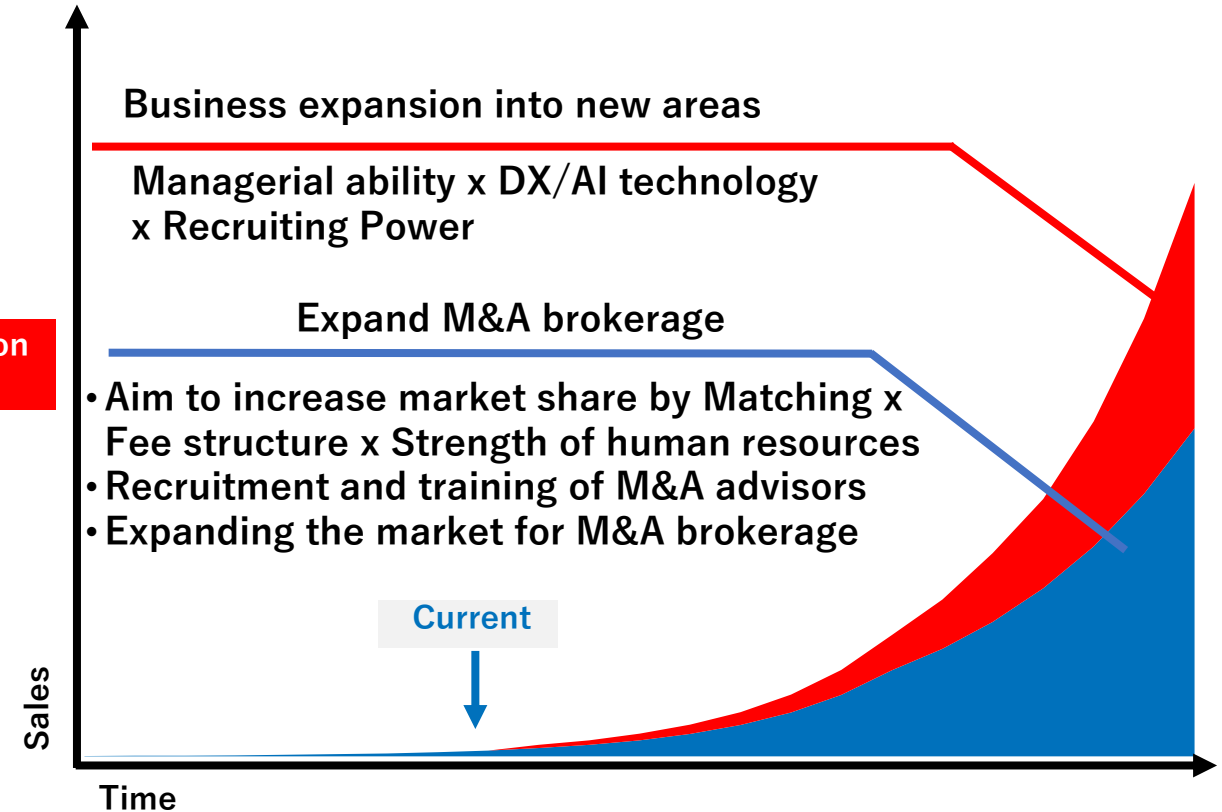 Business expansion into new areas
Managerial ability x DX/AI technology
x Recruiting Power
Expand M&A brokerage
on
• Aim to increase market share by Matching x
Fee structure x Strength of human resources
• Recruitment and training of M&A advisors
• Expanding the market for M&A brokerage
Current
Sales
Time